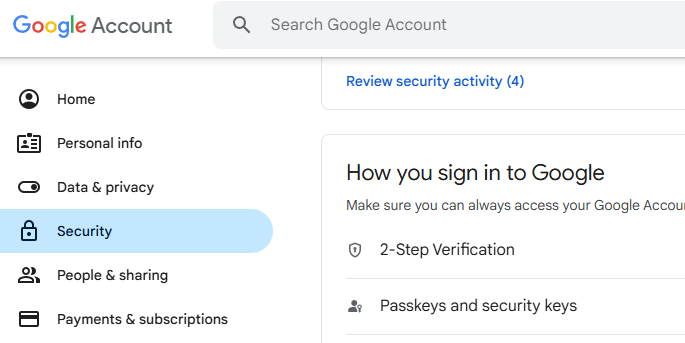 Google Account
Search Google Account
Home
Personal info
Data & privacy
Security
People & sharing
Payments & subscriptions
Review security activity (4)
How you sign in to Google
Make sure you can always access your Google
2-Step Verification
Passkeys and security keys